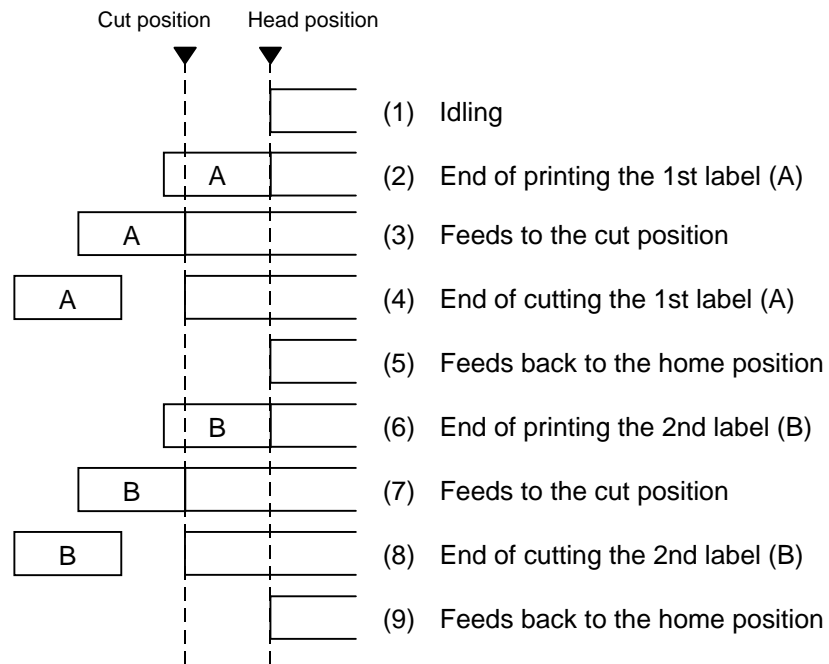 Cut position Head position
(1) Idling
A (2) End of printing the 1st label (A)
A (3) Feeds to the cut position
A (4) End of cutting the 1st label (A)
(5) Feeds back to the home position
B (6) End of printing the 2nd label (B)
B (7) Feeds to the cut position
B (8) End of cutting the 2nd label (B)
(9) Feeds back to the home position